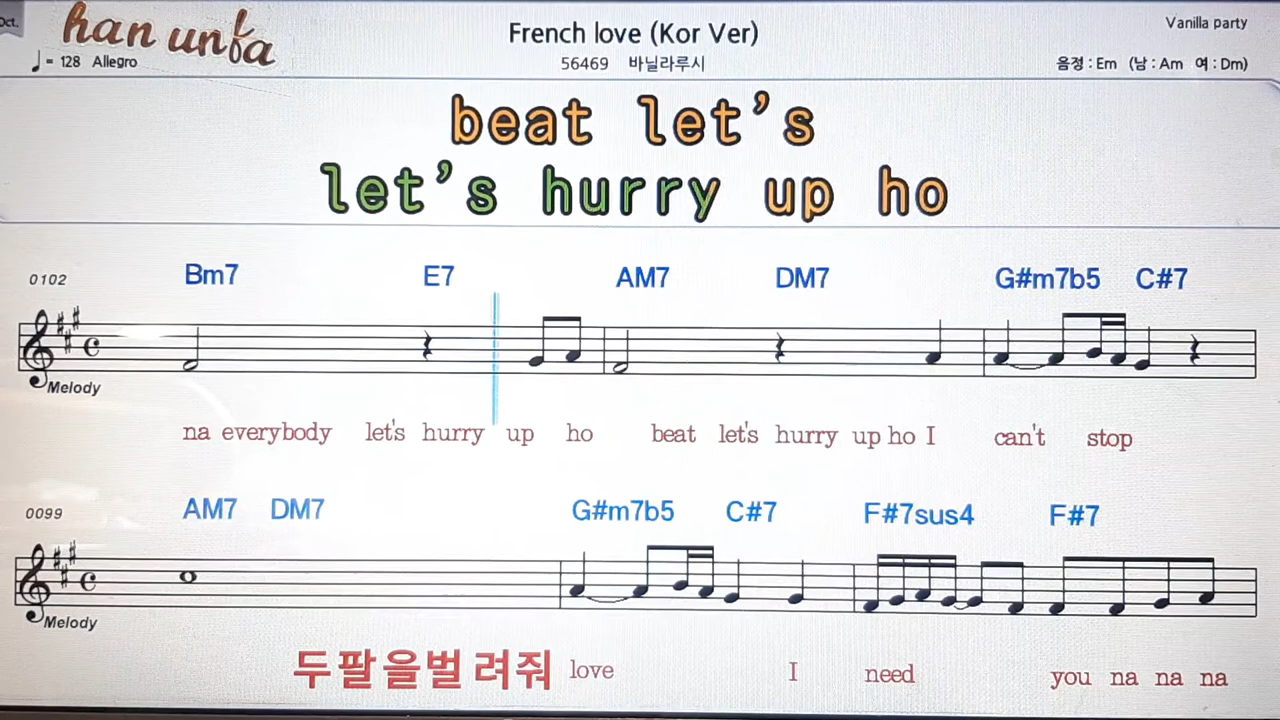 Oct.
han unfa
French love (Kor Ver)
Vanilla party
♩= 128 Allegro
56469 바닐라루시
음정 : Em (남 : Am 여 : Dm)
beat let's
let's hurry up ho
0102 Bm7 E7 AM7 DM7 G#m7b5 C#7
Melody
na everybody let's hurry up ho beat let's hurry up ho I can't stop
0099 AM7 DM7 G#m7b5 C#7 F#7sus4 F#7
Melody
두팔을벌려줘 love I need you na na na